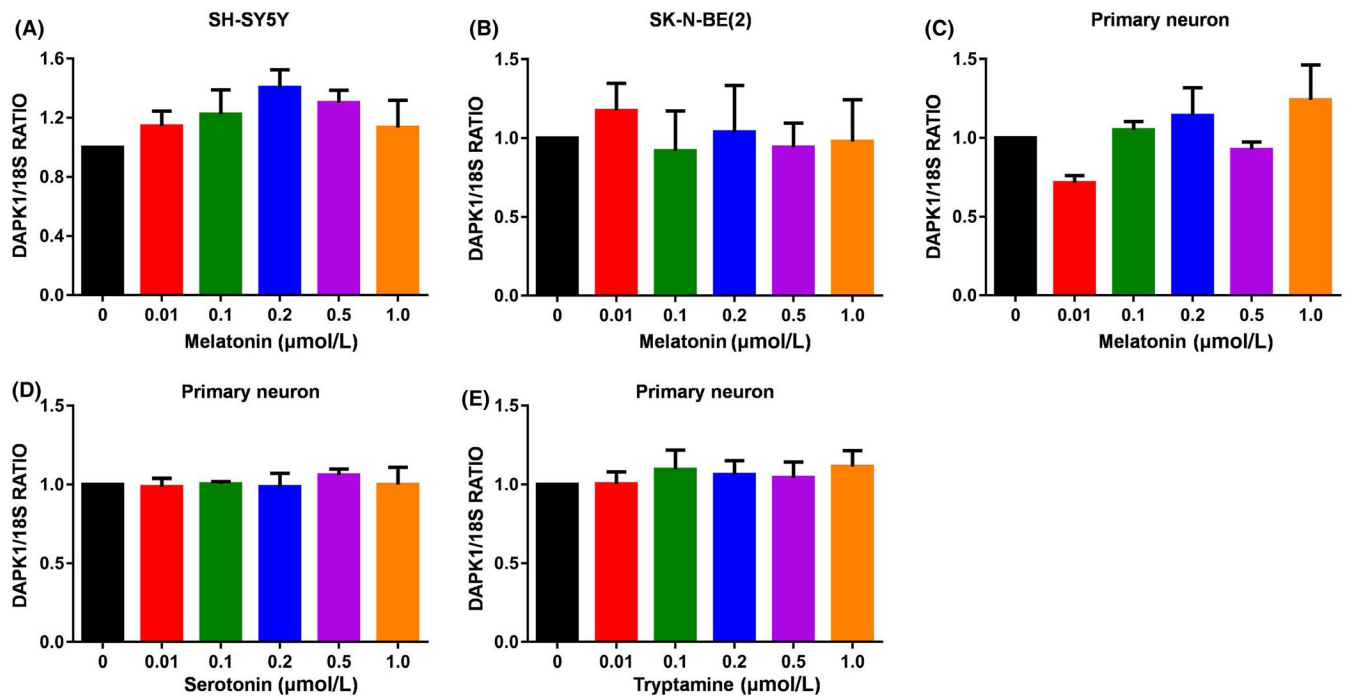 (A)
SH-SY5Y
DAPK1/18S RATIO
1.6
1.2
0.8
0.4
0.0
0 0.01 0.1 0.2 0.5 1.0
Melatonin (µmol/L)
(B)
SK-N-BE(2)
DAPK1/18S RATIO
1.5
1.0
0.5
0.0
0 0.01 0.1 0.2 0.5 1.0
Melatonin (µmol/L)
(C)
Primary neuron
DAPK1/18S RATIO
1.5
1.0
0.5
0.0
0 0.01 0.1 0.2 0.5 1.0
Melatonin (µmol/L)
(D)
Primary neuron
DAPK1/18S RATIO
1.5
1.0
0.5
0.0
0 0.01 0.1 0.2 0.5 1.0
Serotonin (µmol/L)
(E)
Primary neuron
DAPK1/18S RATIO
1.5
1.0
0.5
0.0
0 0.01 0.1 0.2 0.5 1.0
Tryptamine (µmol/L)